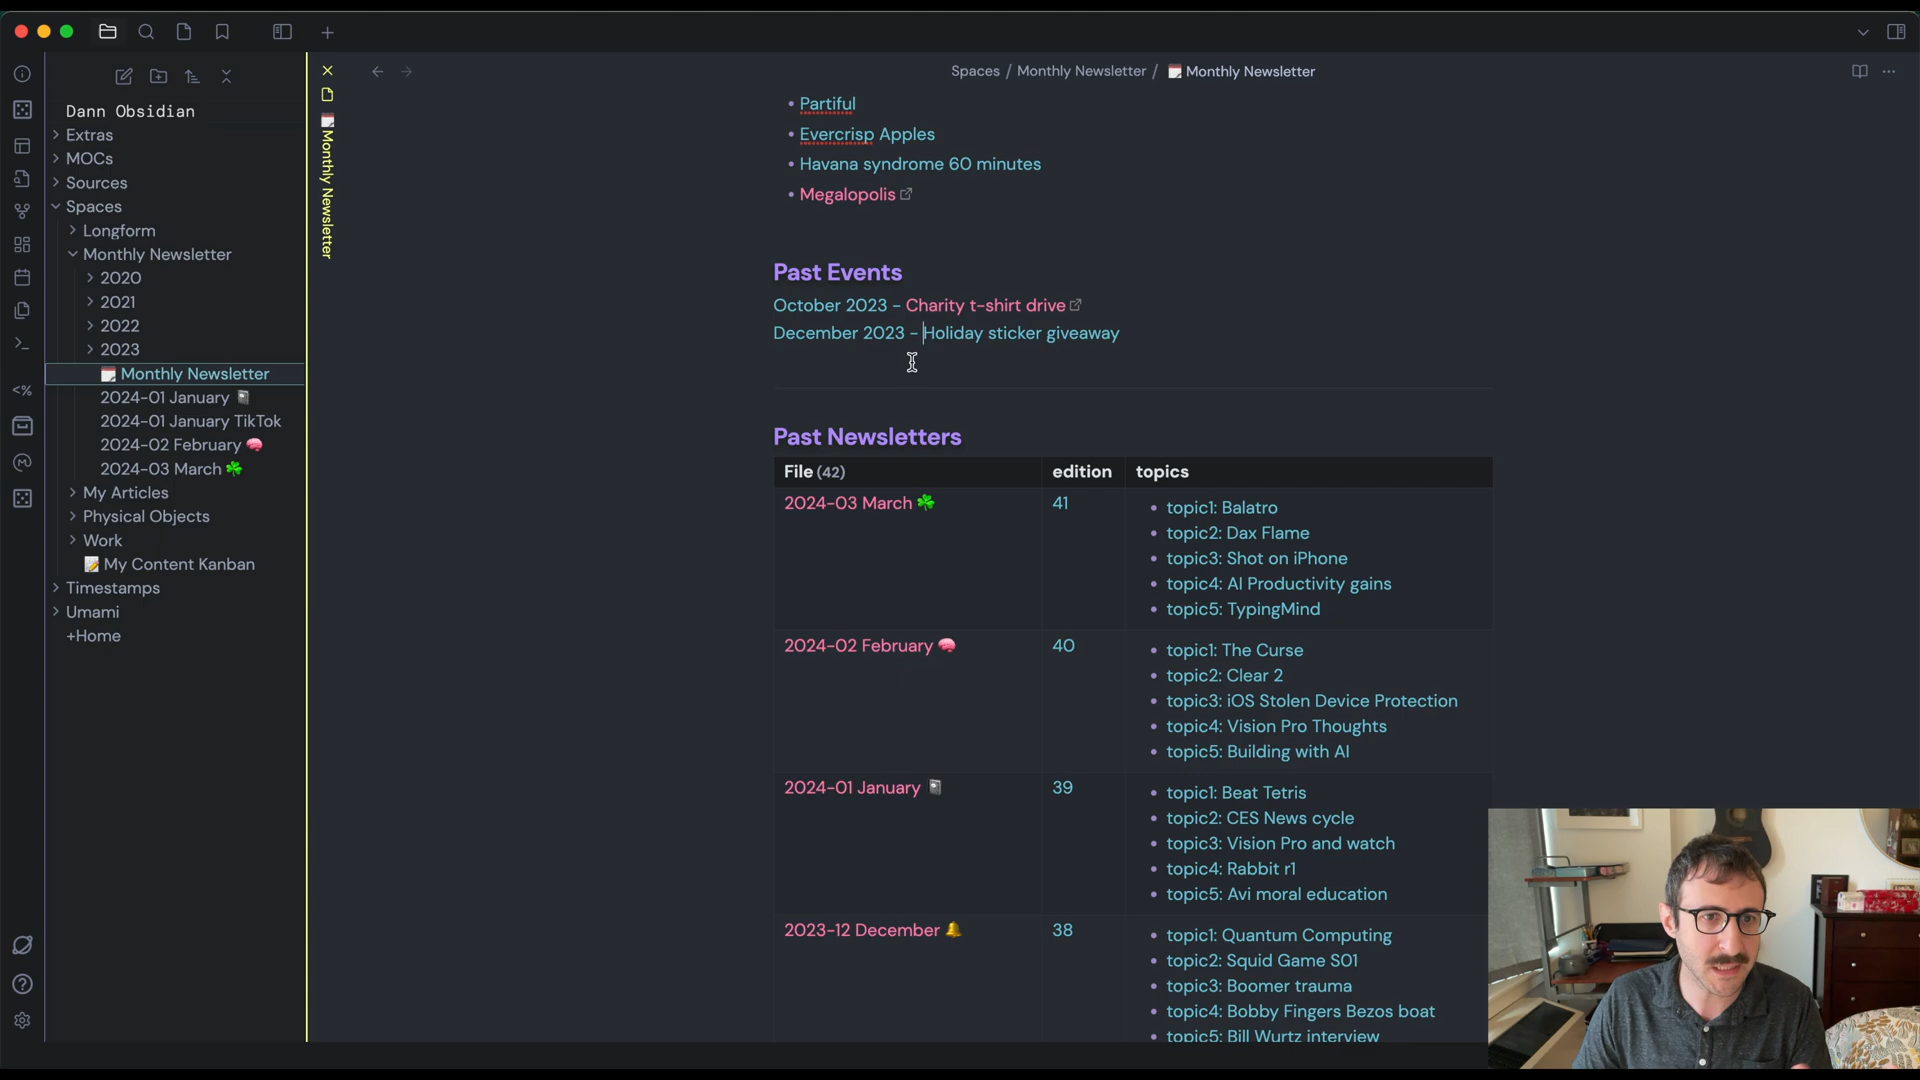 Spaces / Monthly Newsletter / Monthly Newsletter
Dann Obsidian
Extras
MOCs
Sources
Spaces
Longform
Monthly Newsletter
2020
2021
2022
2023
Monthly Newsletter
2024-01 January
2024-01 January TikTok
2024-02 February
2024-03 March
My Articles
Physical Objects
Work
My Content Kanban
Timestamps
Umami
+Home
Monthly Newsletter
Partiful
Evercrisp Apples
Havana syndrome 60 minutes
Megalopolis
Past Events
October 2023 - Charity t-shirt drive
December 2023 - Holiday sticker giveaway
Past Newsletters
File (42) edition topics
2024-03 March 41
topic1: Balatro
topic2: Dax Flame
topic3: Shot on iPhone
topic4: AI Productivity gains
topic5: TypingMind
2024-02 February 40
topic1: The Curse
topic2: Clear 2
topic3: iOS Stolen Device Protection
topic4: Vision Pro Thoughts
topic5: Building with AI
2024-01 January 39
topic1: Beat Tetris
topic2: CES News cycle
topic3: Vision Pro and watch
topic4: Rabbit r1
topic5: Avi moral education
2023-12 December 38
topic1: Quantum Computing
topic2: Squid Game S01
topic3: Boomer trauma
topic4: Bobby Fingers Bezos boat
topic5: Bill Wurtz interview